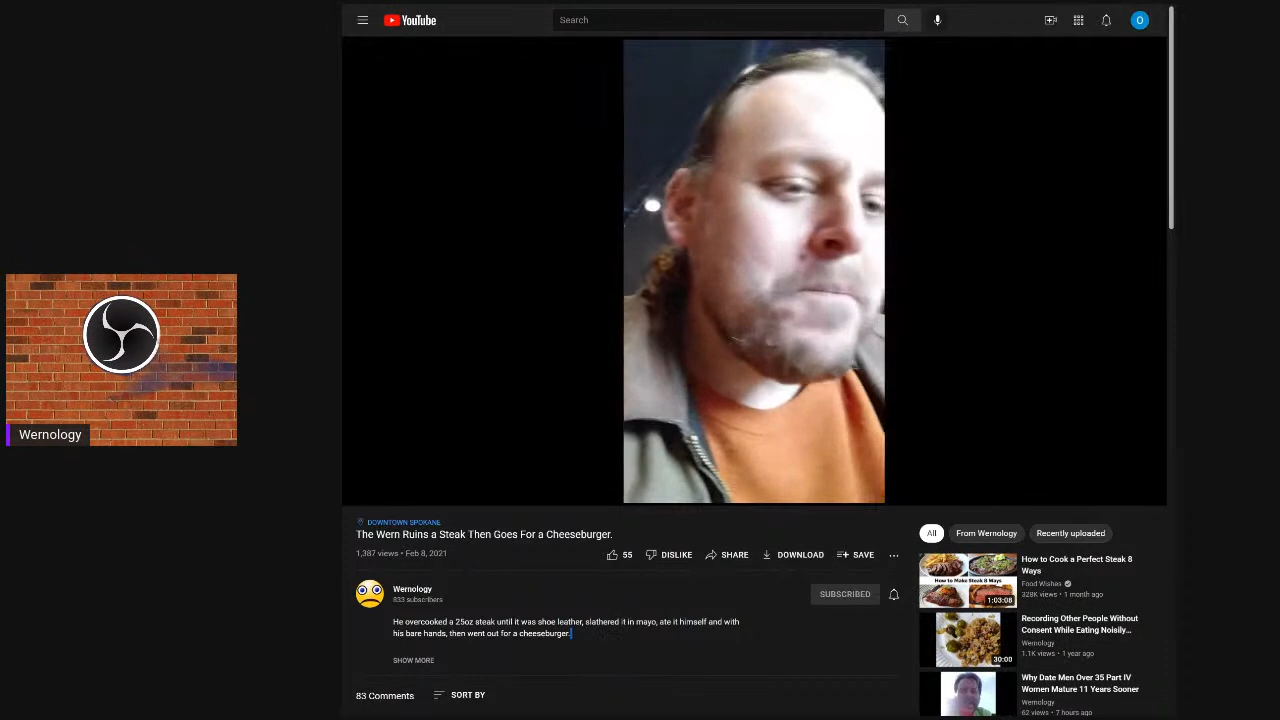 YouTube
Search
O
Wernology
DOWNTOWN SPOKANE
The Wern Ruins a Steak Then Goes For a Cheeseburger.
1,387 views • Feb 8, 2021
55
DISLIKE
SHARE
DOWNLOAD
SAVE
Wernology
833 subscribers
SUBSCRIBED
He overcooked a 25oz steak until it was shoe leather, slathered it in mayo, ate it himself and with
his bare hands, then went out for a cheeseburger.
SHOW MORE
83 Comments
SORT BY
All
From Wernology
Recently uploaded
How to Make Steak 8 Ways
1:03:08
How to Cook a Perfect Steak 8
Ways
Food Wishes
328K views • 1 month ago
30:00
Recording Other People Without
Consent While Eating Noisily...
Wernology
1.1K views • 1 year ago
Why Date Men Over 35 Part IV
Women Mature 11 Years Sooner
Wernology
62 views • 7 hours ago